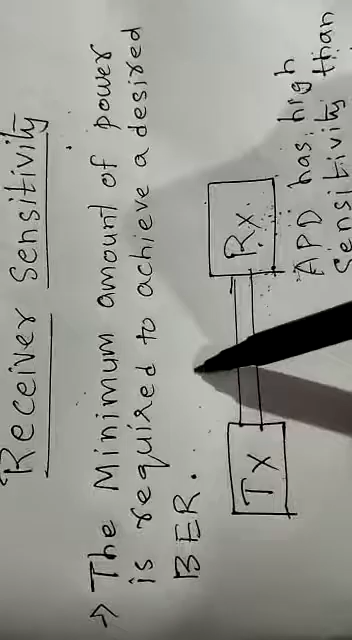 Receiver Sensitivity
→ The Minimum amount of power
is required to achieve a desired
BER.
Tx
Rx
APD has high
Sensitivity than